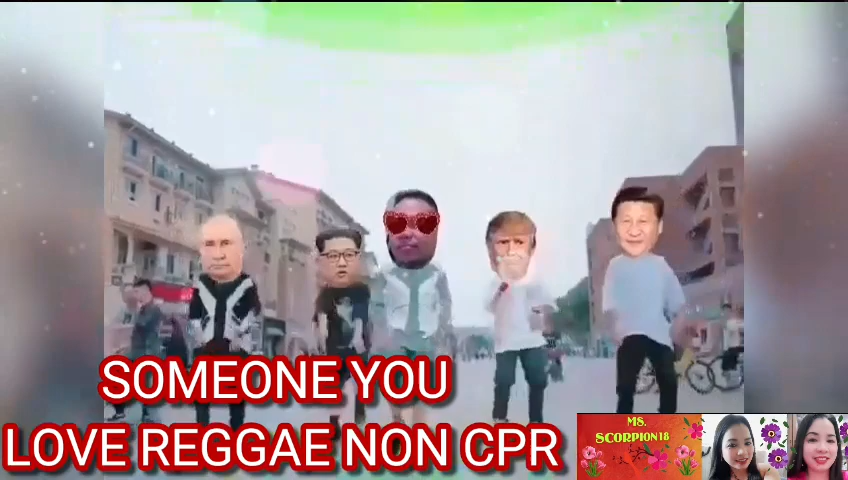 SOMEONE YOU
LOVE REGGAE NON CPR
MS.
SCORPION18